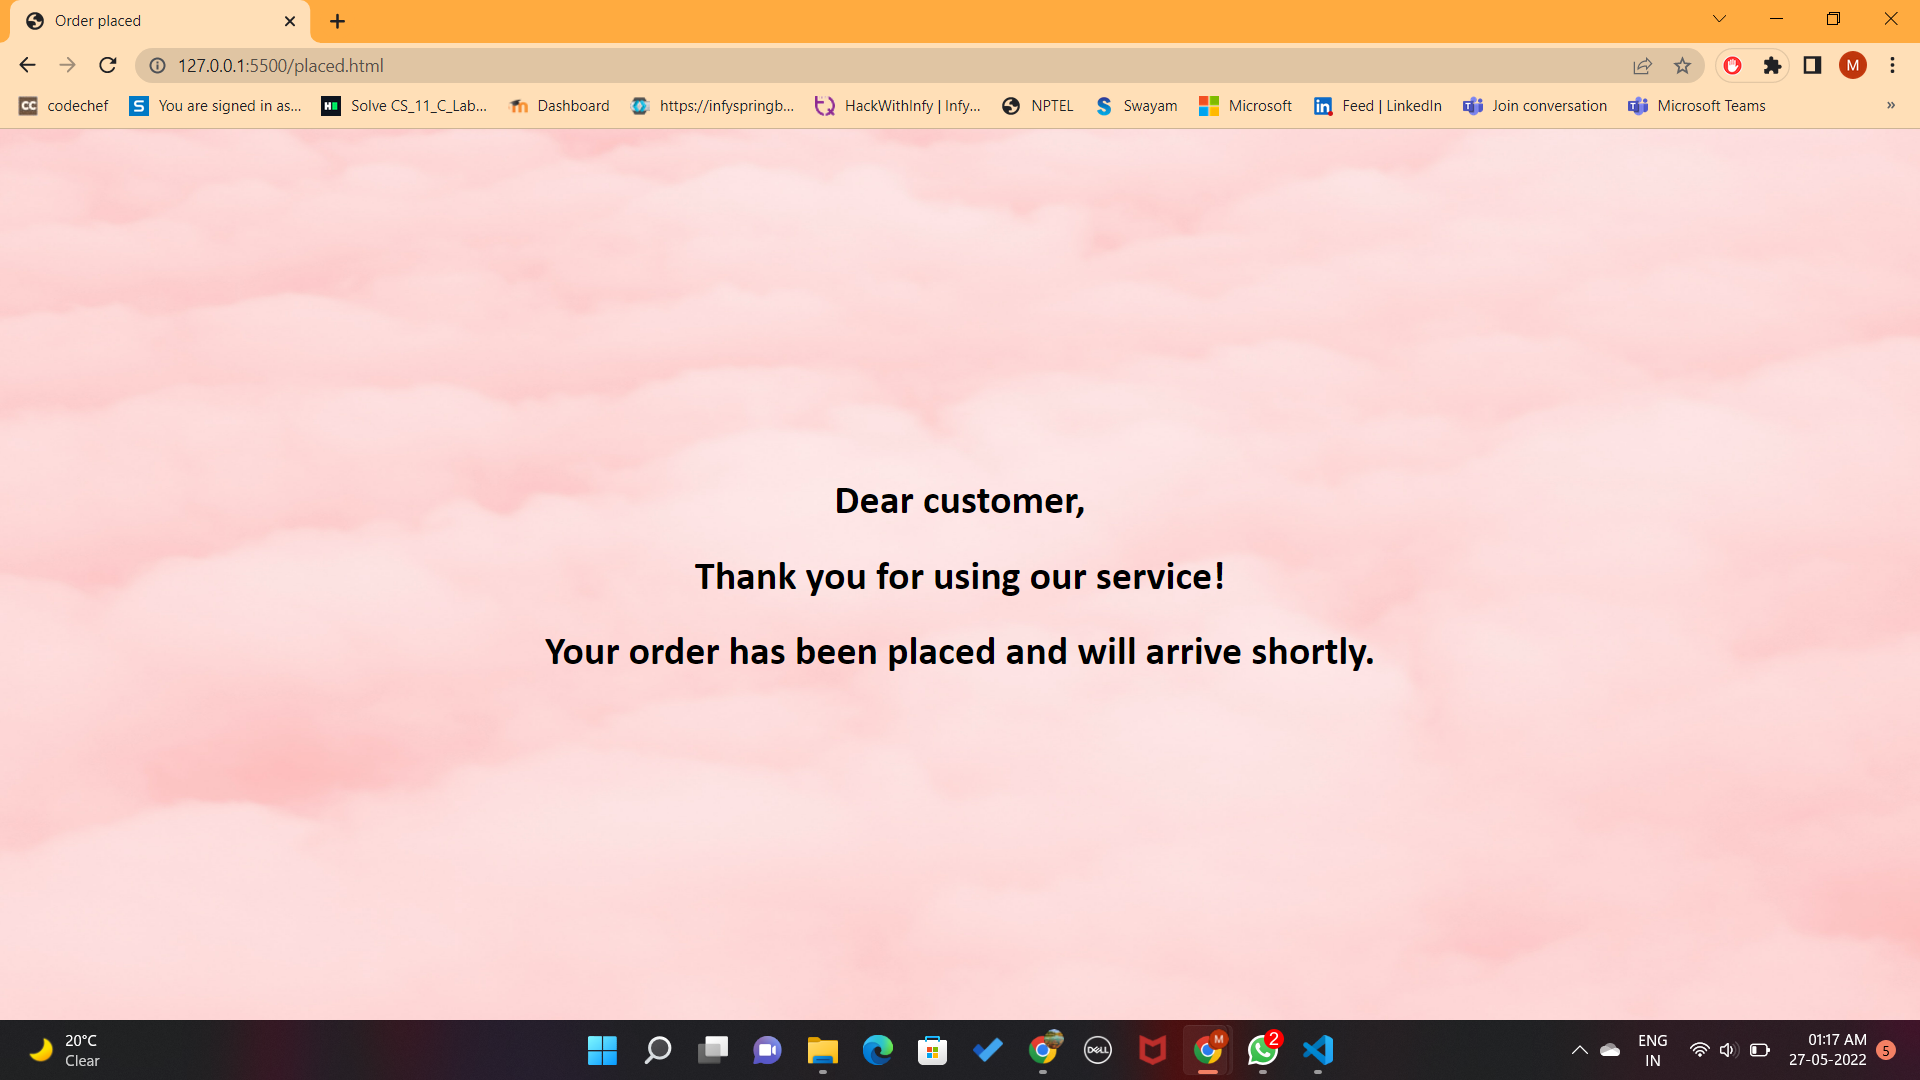 Order placed
127.0.0.1:5500/placed.html
M
CC codechef S You are signed in as... H Solve CS_11_C_Lab... Dashboard https://infyspringb... HackWithInfy | Infy... NPTEL S Swayam Microsoft in Feed | LinkedIn Join conversation Microsoft Teams »
Dear customer,
Thank you for using our service!
Your order has been placed and will arrive shortly.
20°C
Clear
DELL
M
2
ENG
IN
01:17 AM
27-05-2022
5